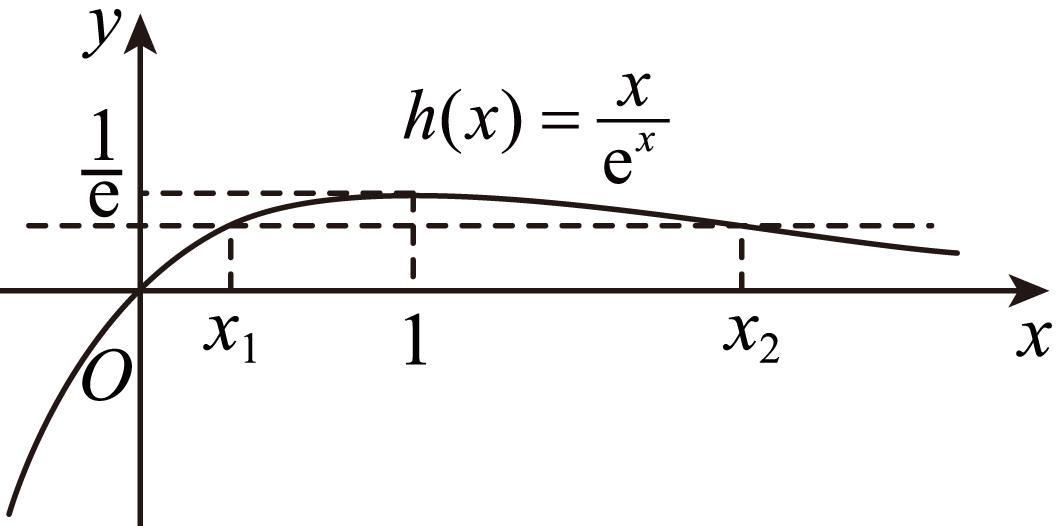 y
h(x) = x/e^x
1/e
x₁ 1 x₂ x
O